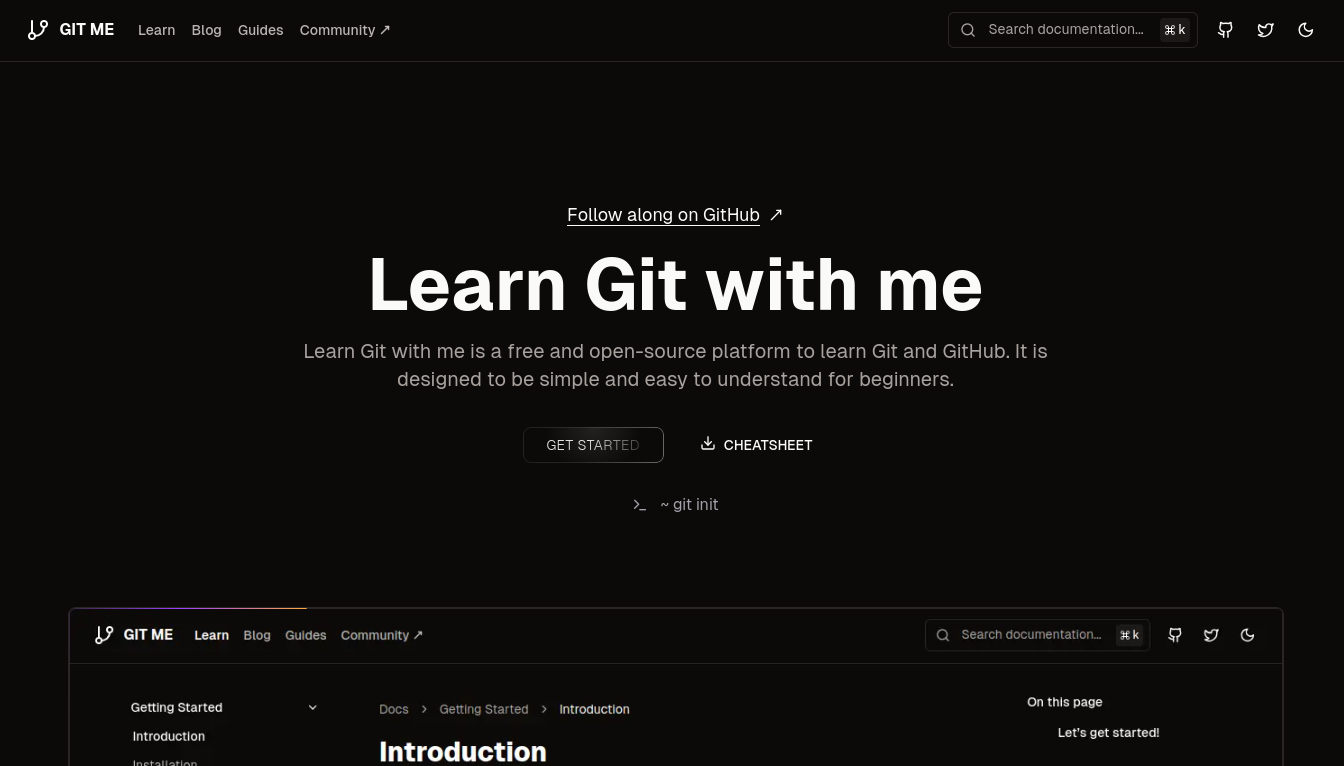 GIT ME Learn Blog Guides Community ↗ Search documentation... ⌘ k
Follow along on GitHub ↗
Learn Git with me
Learn Git with me is a free and open-source platform to learn Git and GitHub. It is
designed to be simple and easy to understand for beginners.
GET STARTED CHEATSHEET
~ git init
GIT ME Learn Blog Guides Community ↗ Search documentation... ⌘ k
Getting Started
Introduction
Installation
Docs > Getting Started > Introduction
Introduction
On this page
Let's get started!